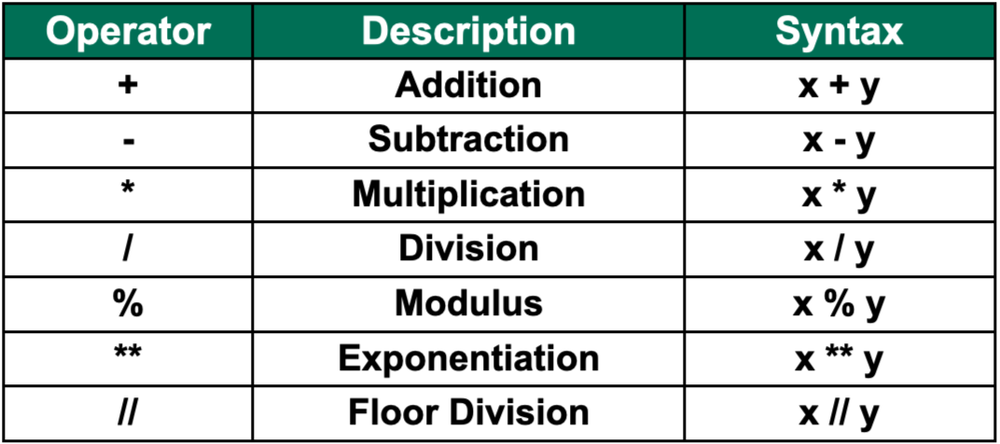 Operator Description Syntax
+ Addition x + y
- Subtraction x - y
* Multiplication x * y
/ Division x / y
% Modulus x % y
** Exponentiation x ** y
// Floor Division x // y